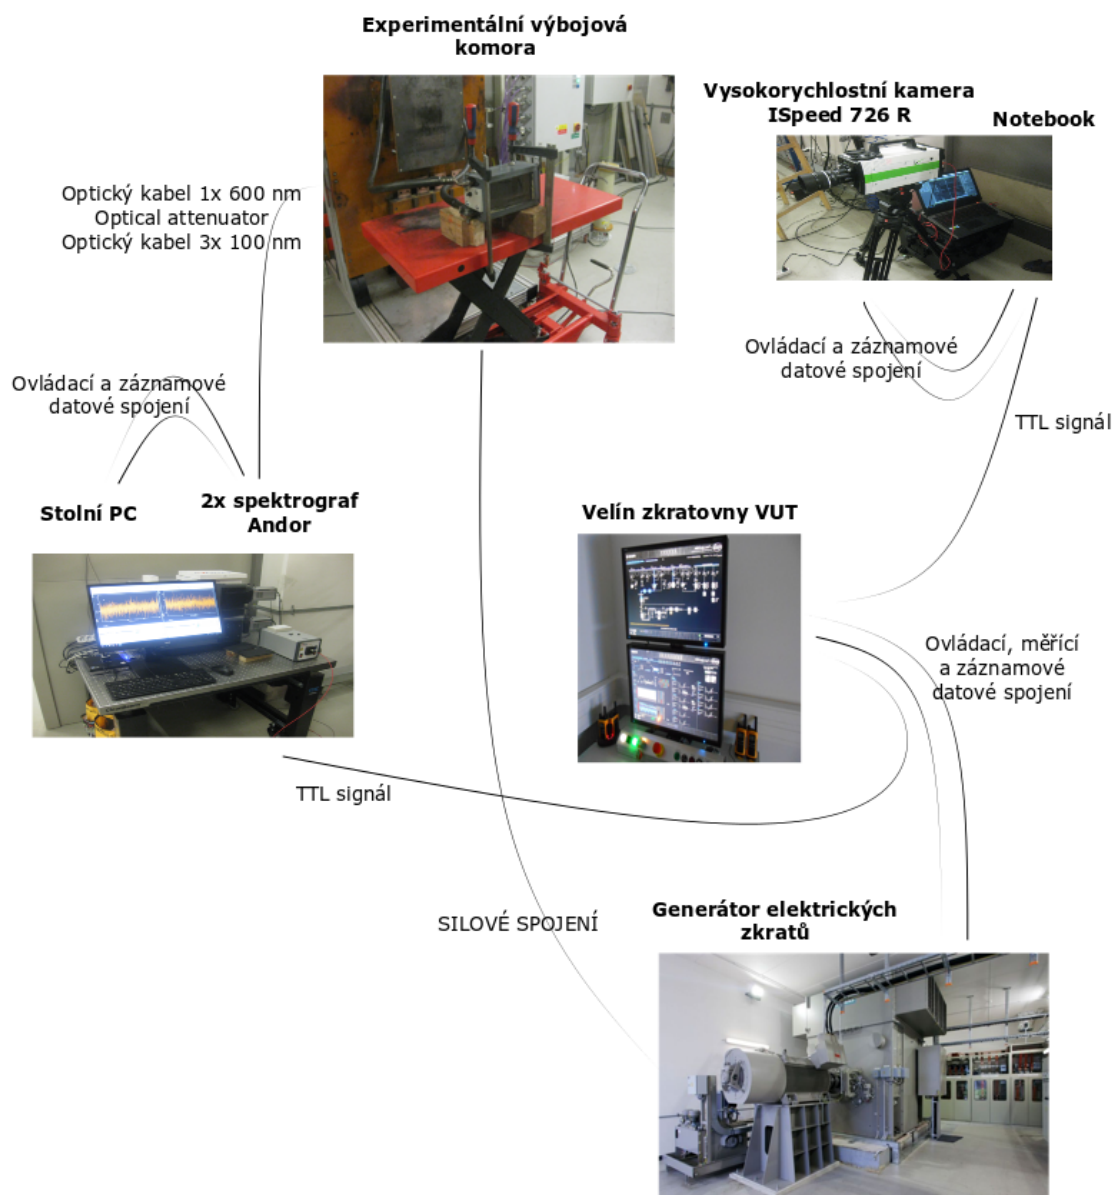 Experimentální výbojová
komora
Vysokorychlostní kamera
ISpeed 726 R
Notebook
Optický kabel 1x 600 nm
Optical attenuator
Optický kabel 3x 100 nm
Ovládací a záznamové
datové spojení
Ovládací a záznamové
datové spojení
TTL signál
Stolní PC
2x spektrograf
Andor
Velín zkratovny VUT
Ovládací, měřící
a záznamové
datové spojení
TTL signál
SILOVÉ SPOJENÍ
Generátor elektrických
zkratů